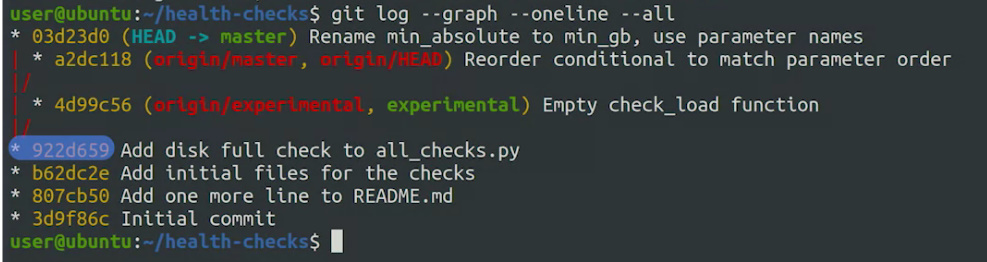 user@ubuntu:~/health-checks$ git log --graph --oneline --all
* 03d23d0 (HEAD -> master) Rename min_absolute to min_gb, use parameter names
| * a2dc118 (origin/master, origin/HEAD) Reorder conditional to match parameter order
|/
| * 4d99c56 (origin/experimental, experimental) Empty check_load function
|/
* 922d659 Add disk full check to all_checks.py
* b62dc2e Add initial files for the checks
* 807cb50 Add one more line to README.md
* 3d9f86c Initial commit
user@ubuntu:~/health-checks$